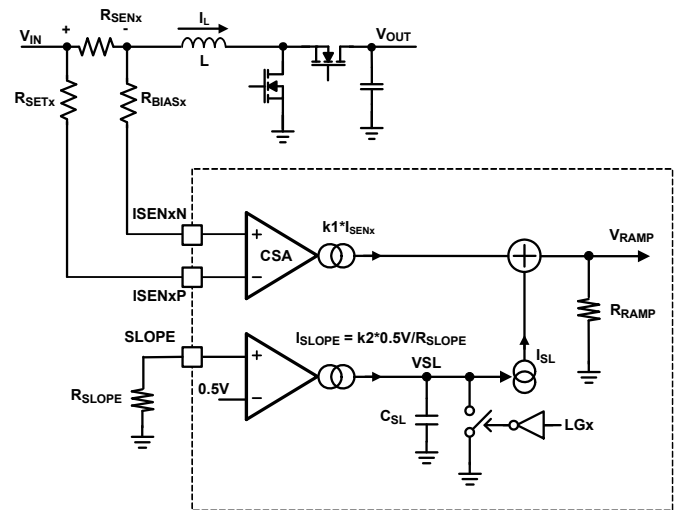 RSENx
IL
VIN
+
-
VOUT
L
RSETx
RBIASx
ISENxN
k1*ISENx
+
CSA
−
VRAMP
+
ISENxP
RRAMP
SLOPE
ISLOPE = k2*0.5V/RSLOPE
ISL
+
VSL
RSLOPE
0.5V
−
CSL
LGx